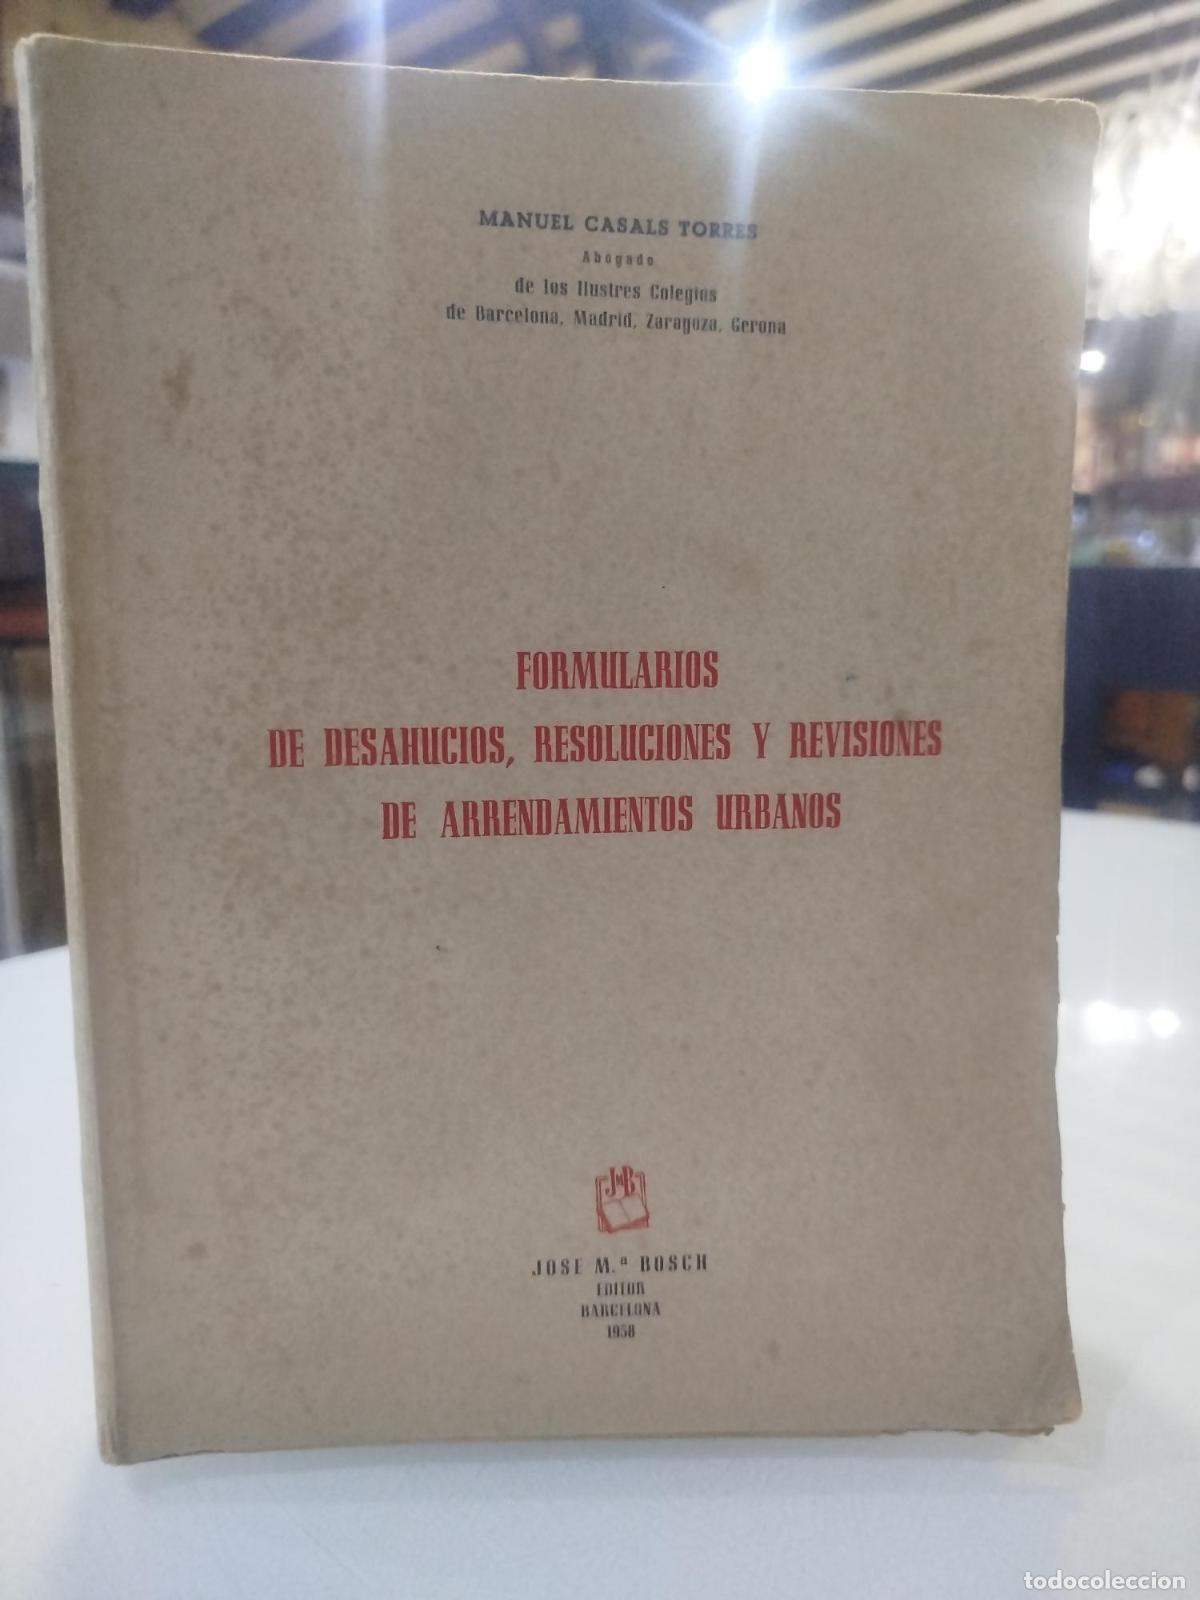 MANUEL CASALS TORRES
Abogado
de los Ilustres Colegios
de Barcelona, Madrid, Zaragoza, Gerona
FORMULARIOS
DE DESAHUCIOS, RESOLUCIONES Y REVISIONES
DE ARRENDAMIENTOS URBANOS
JMB
JOSE M.ª BOSCH
EDITOR
BARCELONA
1958
todocoleccion